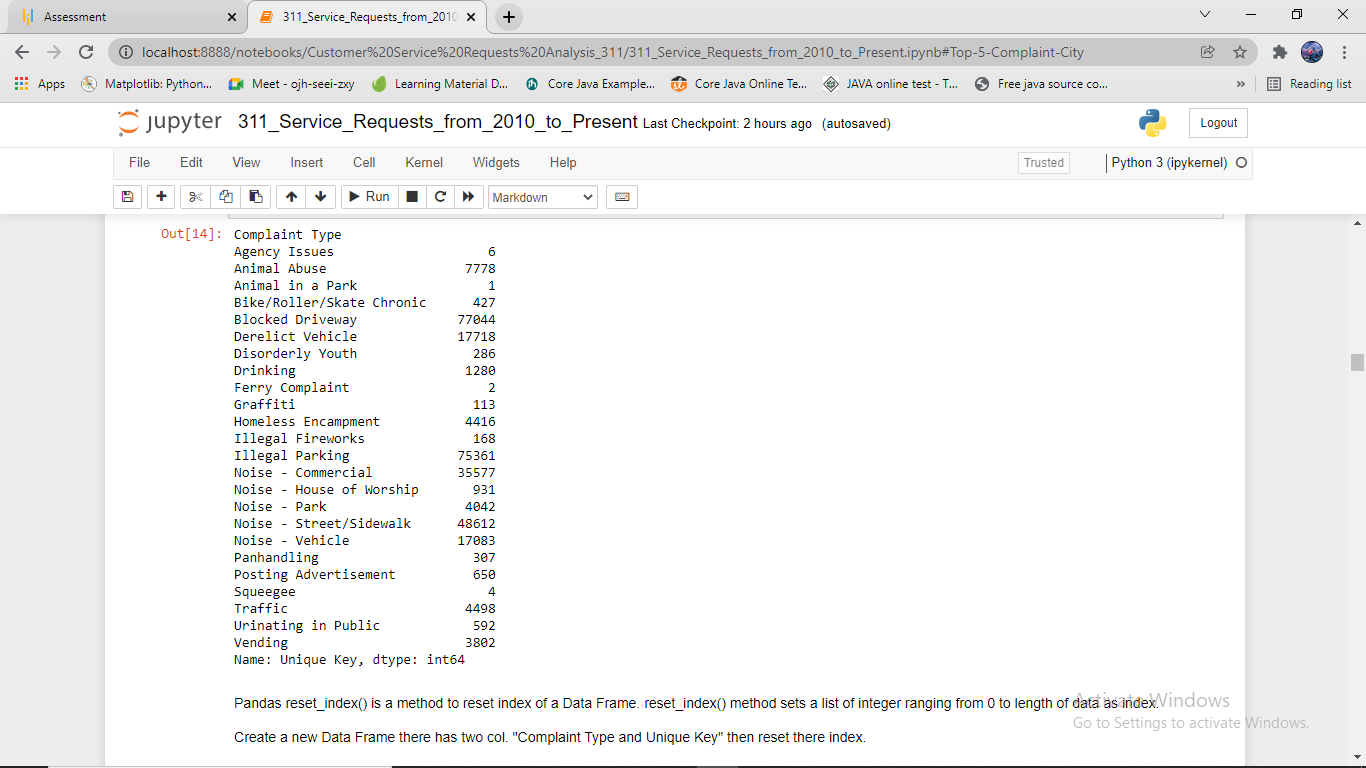 Assessment
311_Service_Requests_from_2010
localhost:8888/notebooks/Customer%20Service%20Requests%20Analysis_311/311_Service_Requests_from_2010_to_Present.ipynb#Top-5-Complaint-City
Apps Matplotlib: Python... Meet - ojh-seei-zxy Learning Material D... Core Java Example... Core Java Online Te... JAVA online test - T... Free java source co... » Reading list
jupyter 311_Service_Requests_from_2010_to_Present Last Checkpoint: 2 hours ago (autosaved) Logout
File Edit View Insert Cell Kernel Widgets Help Trusted Python 3 (ipykernel)
Run Markdown
Out[14]: Complaint Type
Agency Issues 6
Animal Abuse 7778
Animal in a Park 1
Bike/Roller/Skate Chronic 427
Blocked Driveway 77044
Derelict Vehicle 17718
Disorderly Youth 286
Drinking 1280
Ferry Complaint 2
Graffiti 113
Homeless Encampment 4416
Illegal Fireworks 168
Illegal Parking 75361
Noise - Commercial 35577
Noise - House of Worship 931
Noise - Park 4042
Noise - Street/Sidewalk 48612
Noise - Vehicle 17083
Panhandling 307
Posting Advertisement 650
Squeegee 4
Traffic 4498
Urinating in Public 592
Vending 3802
Name: Unique Key, dtype: int64
Pandas reset_index() is a method to reset index of a Data Frame. reset_index() method sets a list of integer ranging from 0 to length of data as index.
Create a new Data Frame there has two col. "Complaint Type and Unique Key" then reset there index.
Activate Windows
Go to Settings to activate Windows.